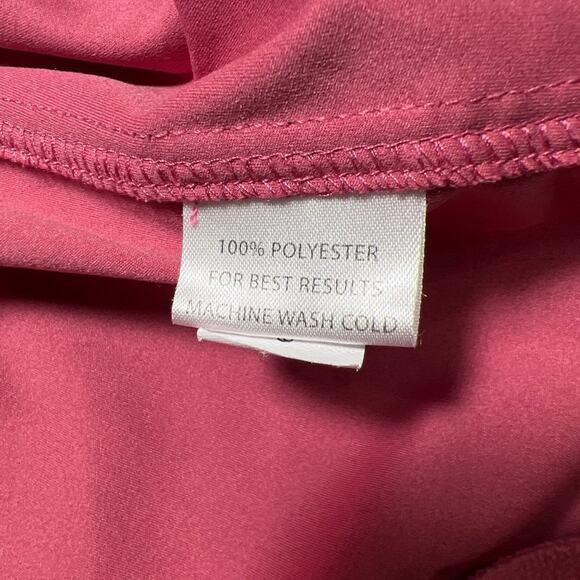 100% POLYESTER
FOR BEST RESULTS
MACHINE WASH COLD